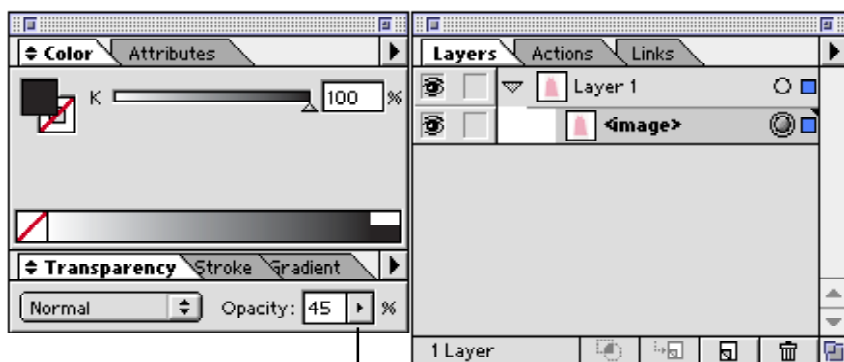 Color Attributes
K 100 %
Transparency Stroke Gradient
Normal Opacity: 45 %
Layers Actions Links
Layer 1
<image>
1 Layer